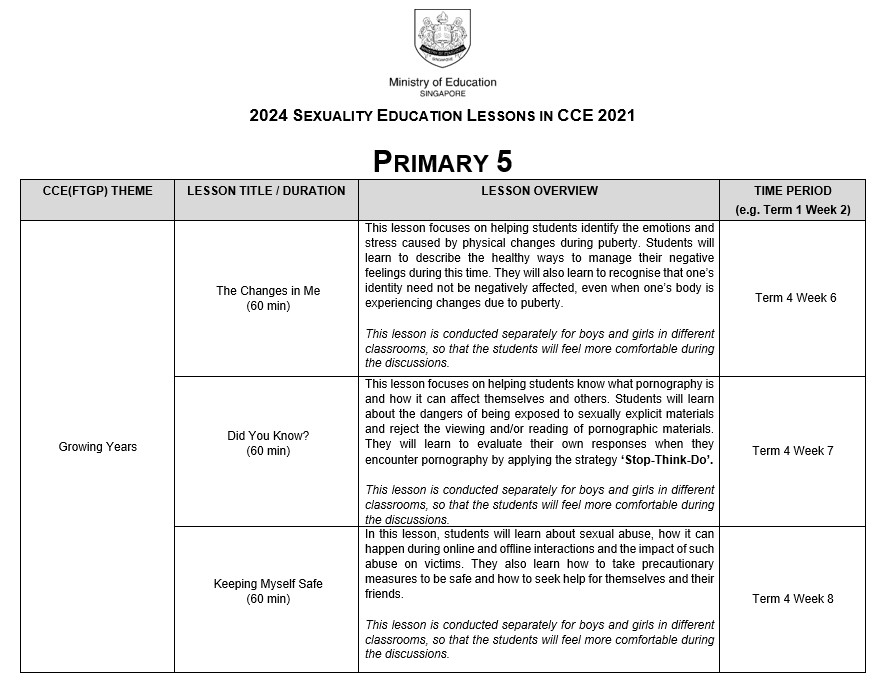 Ministry of Education
SINGAPORE
2024 SEXUALITY EDUCATION LESSONS IN CCE 2021
PRIMARY 5
CCE(FTGP) THEME
LESSON TITLE / DURATION
LESSON OVERVIEW
TIME PERIOD
(e.g. Term 1 Week 2)
Growing Years
The Changes in Me
(60 min)
This lesson focuses on helping students identify the emotions and
stress caused by physical changes during puberty. Students will
learn to describe the healthy ways to manage their negative
feelings during this time. They will also learn to recognise that one's
identity need not be negatively affected, even when one's body is
experiencing changes due to puberty.
This lesson is conducted separately for boys and girls in different
classrooms, so that the students will feel more comfortable during
the discussions.
Term 4 Week 6
Did You Know?
(60 min)
This lesson focuses on helping students know what pornography is
and how it can affect themselves and others. Students will learn
about the dangers of being exposed to sexually explicit materials
and reject the viewing and/or reading of pornographic materials.
They will learn to evaluate their own responses when they
encounter pornography by applying the strategy ‘Stop-Think-Do’.
This lesson is conducted separately for boys and girls in different
classrooms, so that the students will feel more comfortable during
the discussions.
Term 4 Week 7
Keeping Myself Safe
(60 min)
In this lesson, students will learn about sexual abuse, how it can
happen during online and offline interactions and the impact of such
abuse on victims. They also learn how to take precautionary
measures to be safe and how to seek help for themselves and their
friends.
This lesson is conducted separately for boys and girls in different
classrooms, so that the students will feel more comfortable during
the discussions.
Term 4 Week 8